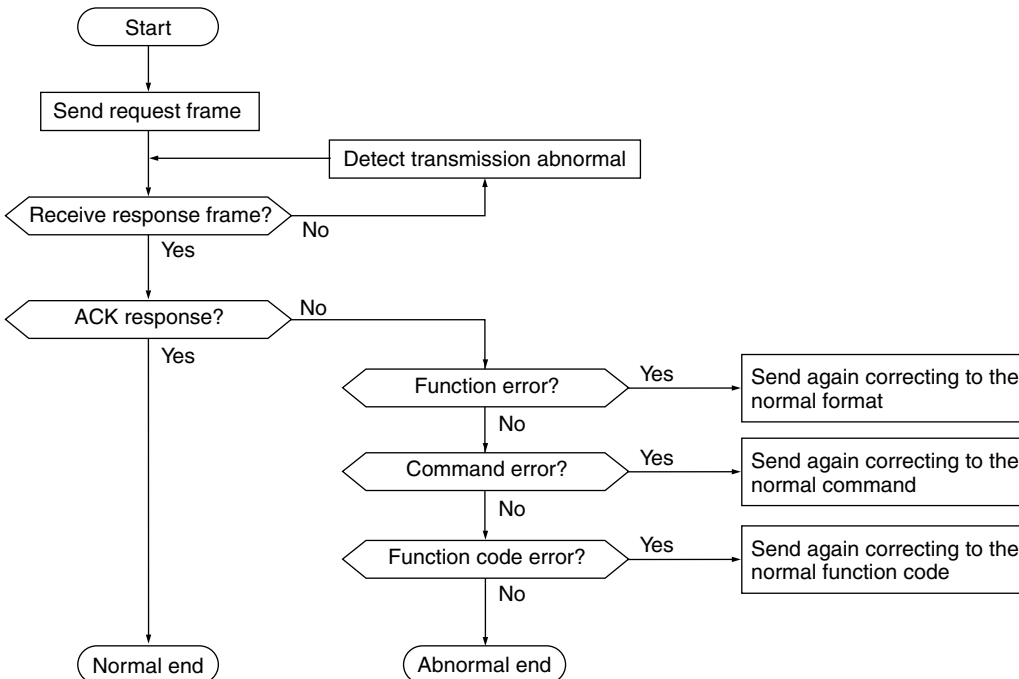 Start
Send request frame
Detect transmission abnormal
Receive response frame?
No
Yes
ACK response?
No
Yes
Function error?
Yes
Send again correcting to the
normal format
No
Command error?
Yes
Send again correcting to the
normal command
No
Function code error?
Yes
Send again correcting to the
normal function code
No
Normal end
Abnormal end